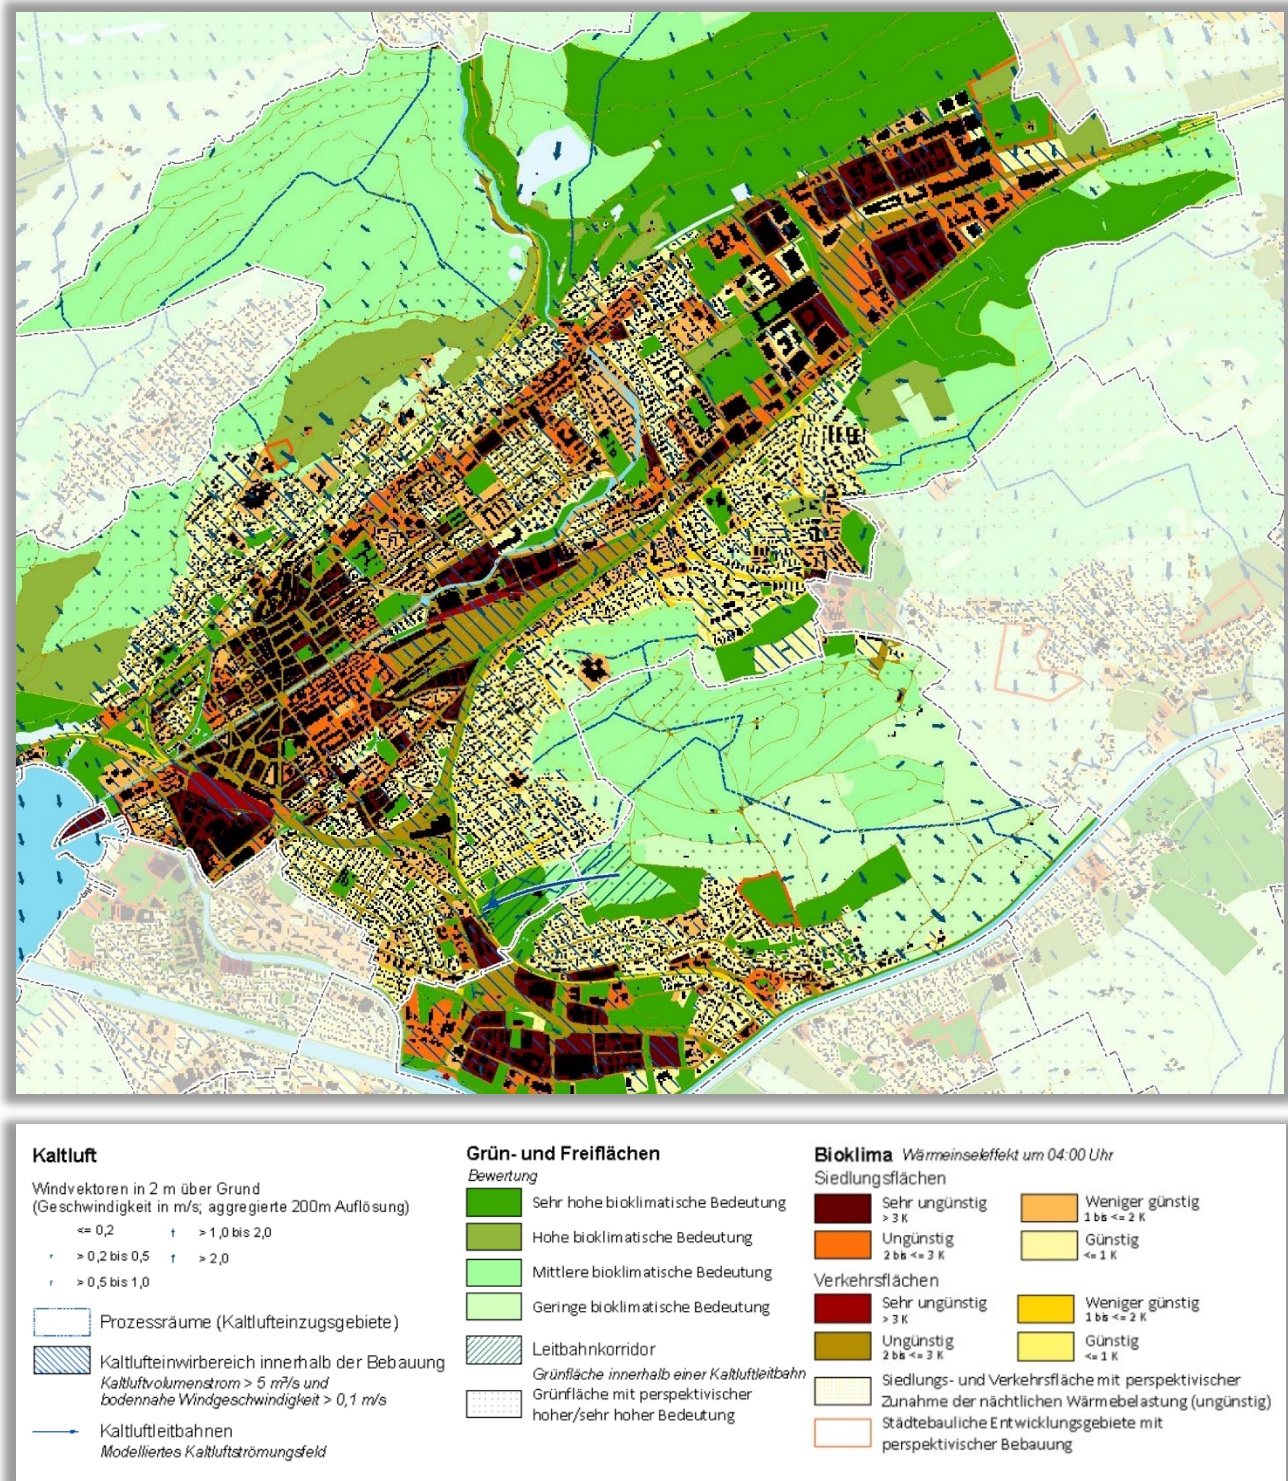 Kaltluft
Windvektoren in 2 m über Grund
(Geschwindigkeit in m/s; aggregierte 200m Auflösung)
<= 0,2
> 0,2 bis 0,5
> 0,5 bis 1,0
> 1,0 bis 2,0
> 2,0
Prozessräume (Kaltlufteinzugsgebiete)
Kaltlufteinwirbereich innerhalb der Bebauung
Kaltluftvolumenstrom > 5 m³/s und
bodennahe Windgeschwindigkeit > 0,1 m/s
Kaltluftleitbahnen
Modelliertes Kaltluftströmungsfeld
Grün- und Freiflächen
Bewertung
Sehr hohe bioklimatische Bedeutung
Hohe bioklimatische Bedeutung
Mittlere bioklimatische Bedeutung
Geringe bioklimatische Bedeutung
Leitbahnkorridor
Grünfläche innerhalb einer Kaltluftleitbahn
Grünfläche mit perspektivischer
hoher/sehr hoher Bedeutung
Bioklima Wärmeinseleffekt um 04:00 Uhr
Siedlungsflächen
Sehr ungünstig
> 3 K
Ungünstig
2 bis <= 3 K
Weniger günstig
1 bis <= 2 K
Günstig
<= 1 K
Verkehrsflächen
Sehr ungünstig
> 3 K
Ungünstig
2 bis <= 3 K
Weniger günstig
1 bis <= 2 K
Günstig
<= 1 K
Siedlungs- und Verkehrsfläche mit perspektivischer
Zunahme der nächtlichen Wärmebelastung (ungünstig)
Städtebauliche Entwicklungsgebiete mit
perspektivischer Bebauung